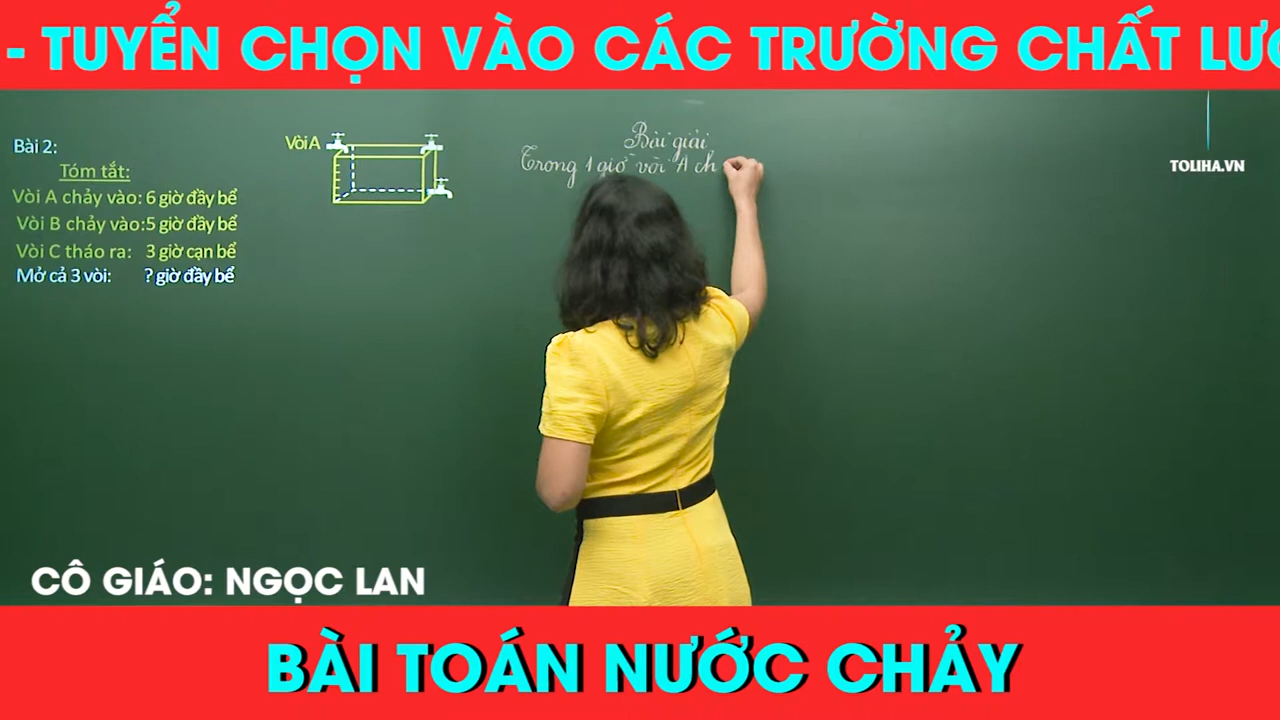 - TUYỂN CHỌN VÀO CÁC TRƯỜNG CHẤT LƯỢ
Bài 2:
Tóm tắt:
Vòi A chảy vào: 6 giờ đầy bể
Vòi B chảy vào:5 giờ đầy bể
Vòi C tháo ra: 3 giờ cạn bể
Mở cả 3 vòi: ? giờ đầy bể
Vòi A
Bài giải
Trong 1 giờ vòi A ch
TOLIHA.VN
CÔ GIÁO: NGỌC LAN
BÀI TOÁN NƯỚC CHẢY